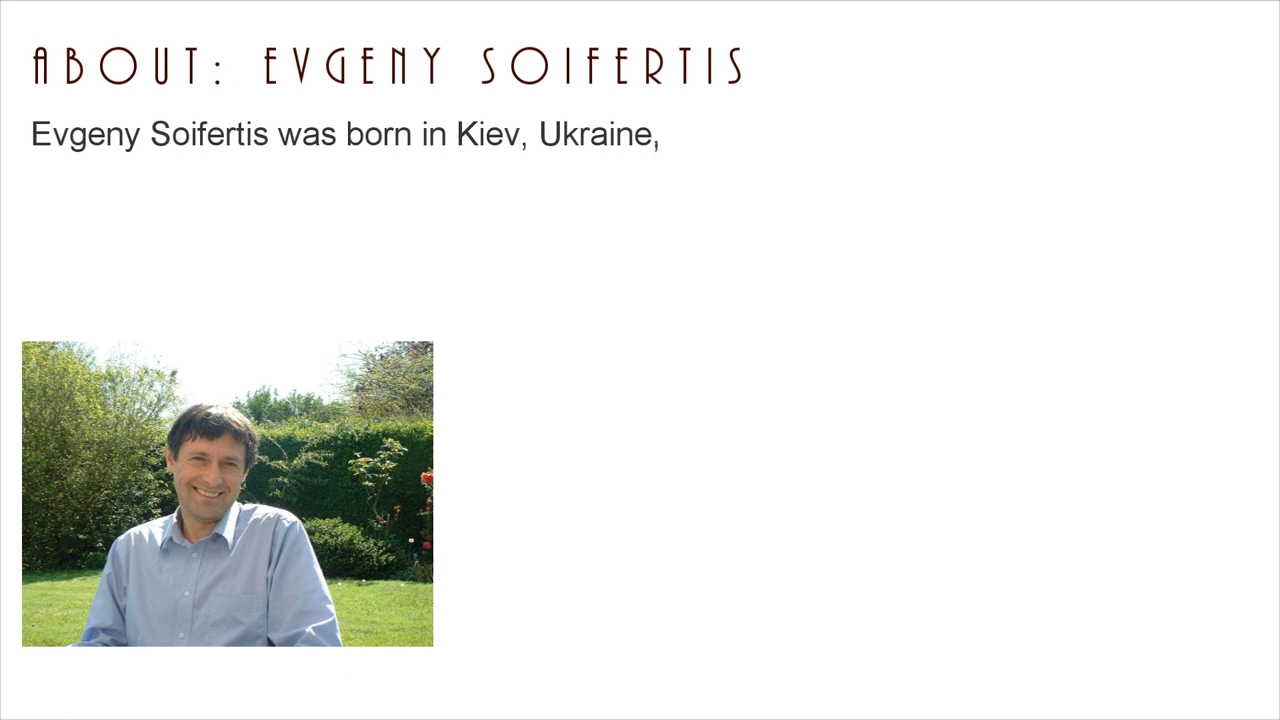 ABOUT: EVGENY SOIFERTIS
Evgeny Soifertis was born in Kiev, Ukraine,